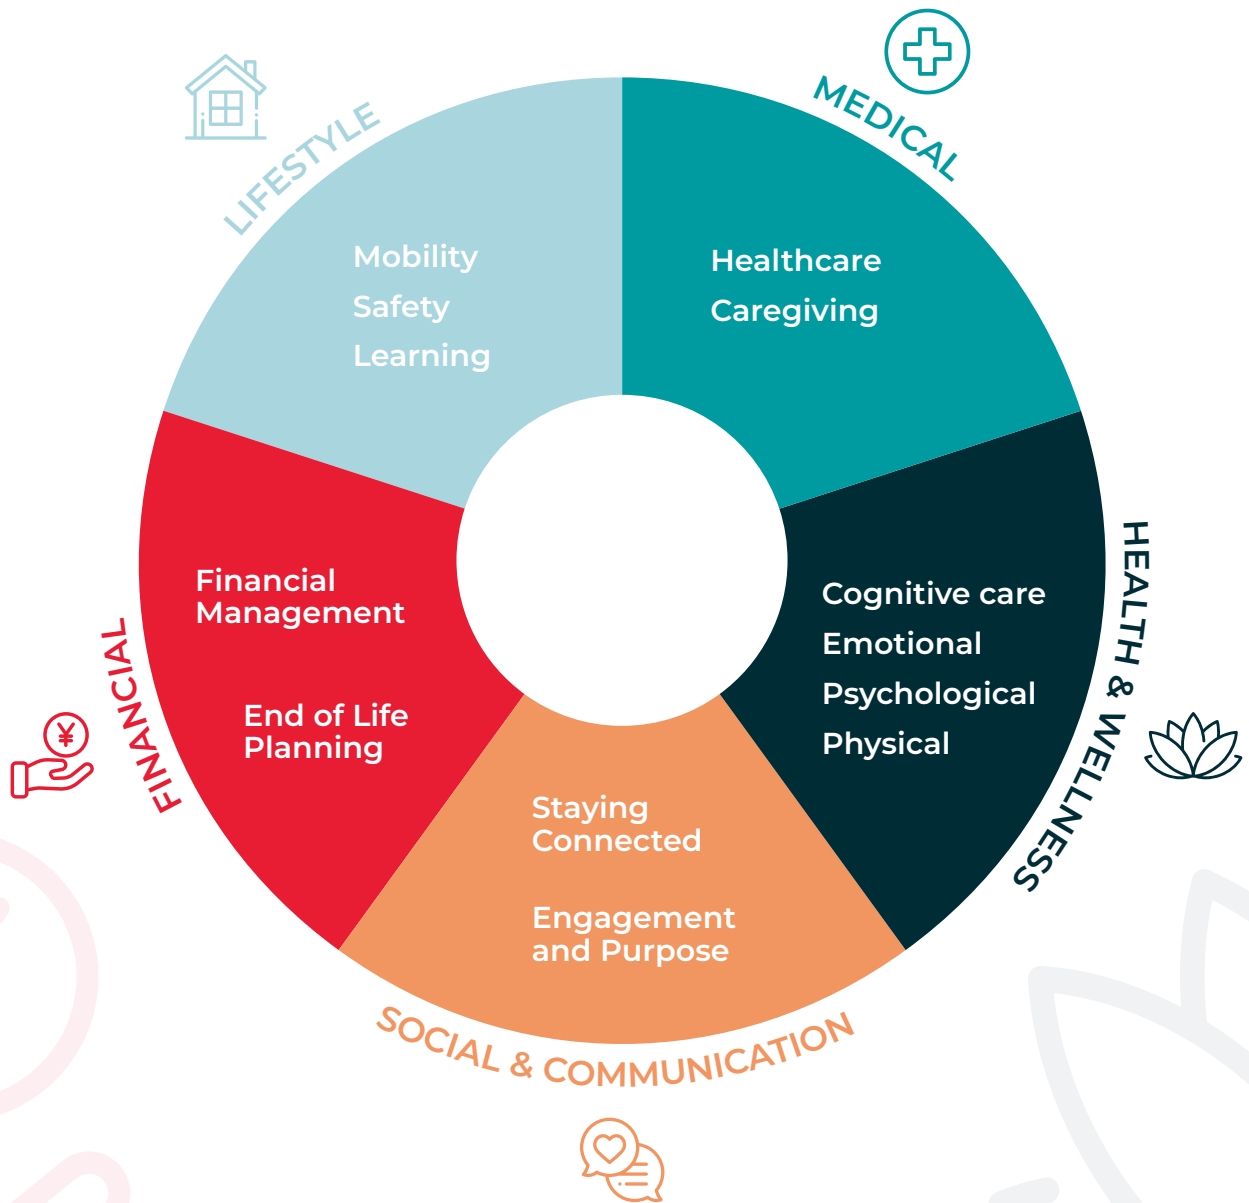 MEDICAL
Healthcare
Caregiving
HEALTH & WELLNESS
Cognitive care
Emotional
Psychological
Physical
SOCIAL & COMMUNICATION
Staying
Connected
Engagement
and Purpose
FINANCIAL
Financial
Management
End of Life
Planning
¥
LIFESTYLE
Mobility
Safety
Learning